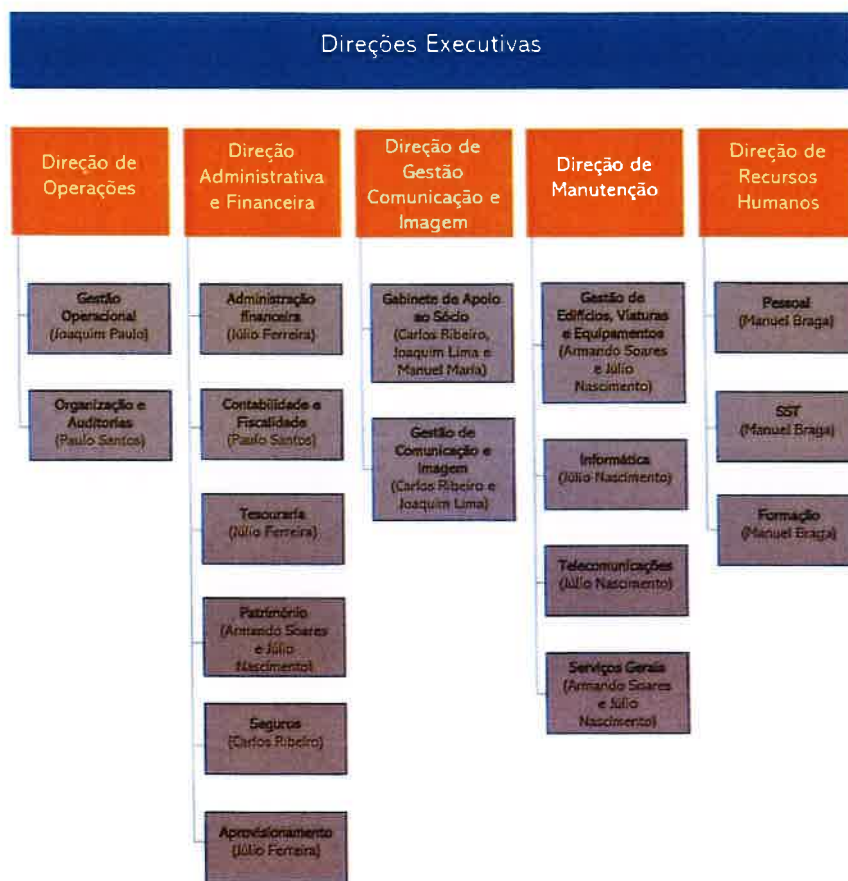 Direções Executivas
Direção de
Operações
Gestão
Operacional
(Joaquim Paulo)
Organização e
Auditorias
(Paulo Santos)
Direção
Administrativa
e Financeira
Administração
financeira
(Júlio Ferreira)
Contabilidade e
Fiscalidade
(Paulo Santos)
Tesouraria
(Júlio Ferreira)
Património
(Armando Soares
e Júlio
Nascimento)
Seguros
(Carlos Ribeiro)
Aprovisionamento
(Júlio Ferreira)
Direção de
Gestão
Comunicação e
Imagem
Gabinete de Apoio
ao Sócio
(Carlos Ribeiro,
Joaquim Lima e
Manuel Maria)
Gestão de
Comunicação e
Imagem
(Carlos Ribeiro e
Joaquim Lima)
Direção de
Manutenção
Gestão de
Edifícios, Viaturas
e Equipamentos
(Armando Soares
e Júlio
Nascimento)
Informática
(Júlio Nascimento)
Telecomunicações
(Júlio Nascimento)
Serviços Gerais
(Armando Soares
e Júlio
Nascimento)
Direção de
Recursos
Humanos
Pessoal
(Manuel Braga)
SST
(Manuel Braga)
Formação
(Manuel Braga)